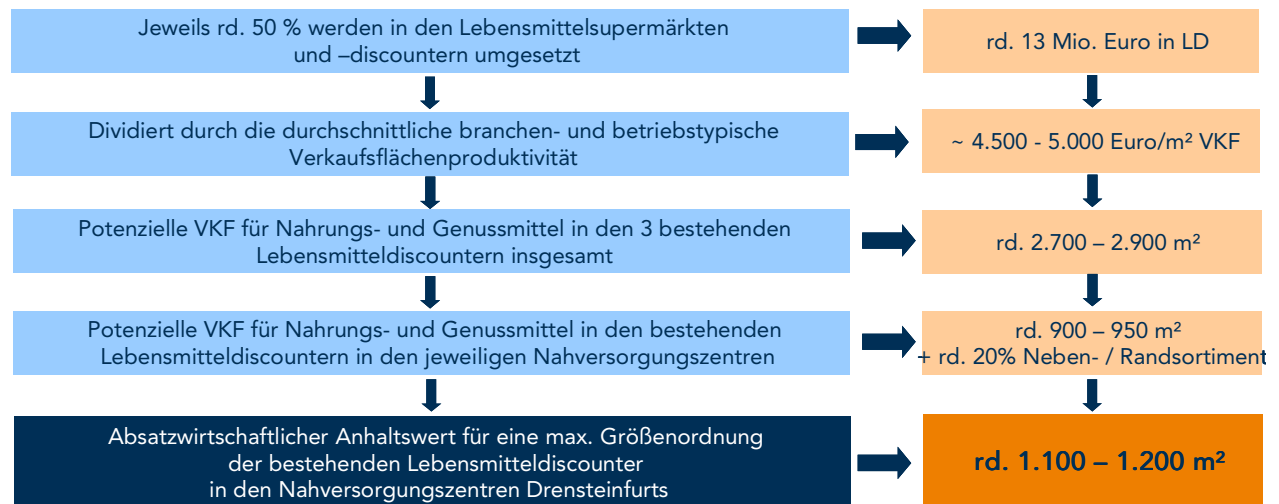 Jeweils rd. 50 % werden in den Lebensmittelsupermärkten
und –discountern umgesetzt
rd. 13 Mio. Euro in LD
Dividiert durch die durchschnittliche branchen- und betriebstypische
Verkaufsflächenproduktivität
~ 4.500 - 5.000 Euro/m² VKF
Potenzielle VKF für Nahrungs- und Genussmittel in den 3 bestehenden
Lebensmitteldiscountern insgesamt
rd. 2.700 – 2.900 m²
Potenzielle VKF für Nahrungs- und Genussmittel in den bestehenden
Lebensmitteldiscountern in den jeweiligen Nahversorgungszentren
rd. 900 – 950 m²
+ rd. 20% Neben- / Randsortiment
Absatzwirtschaftlicher Anhaltswert für eine max. Größenordnung
der bestehenden Lebensmitteldiscounter
in den Nahversorgungszentren Drensteinfurts
rd. 1.100 – 1.200 m²